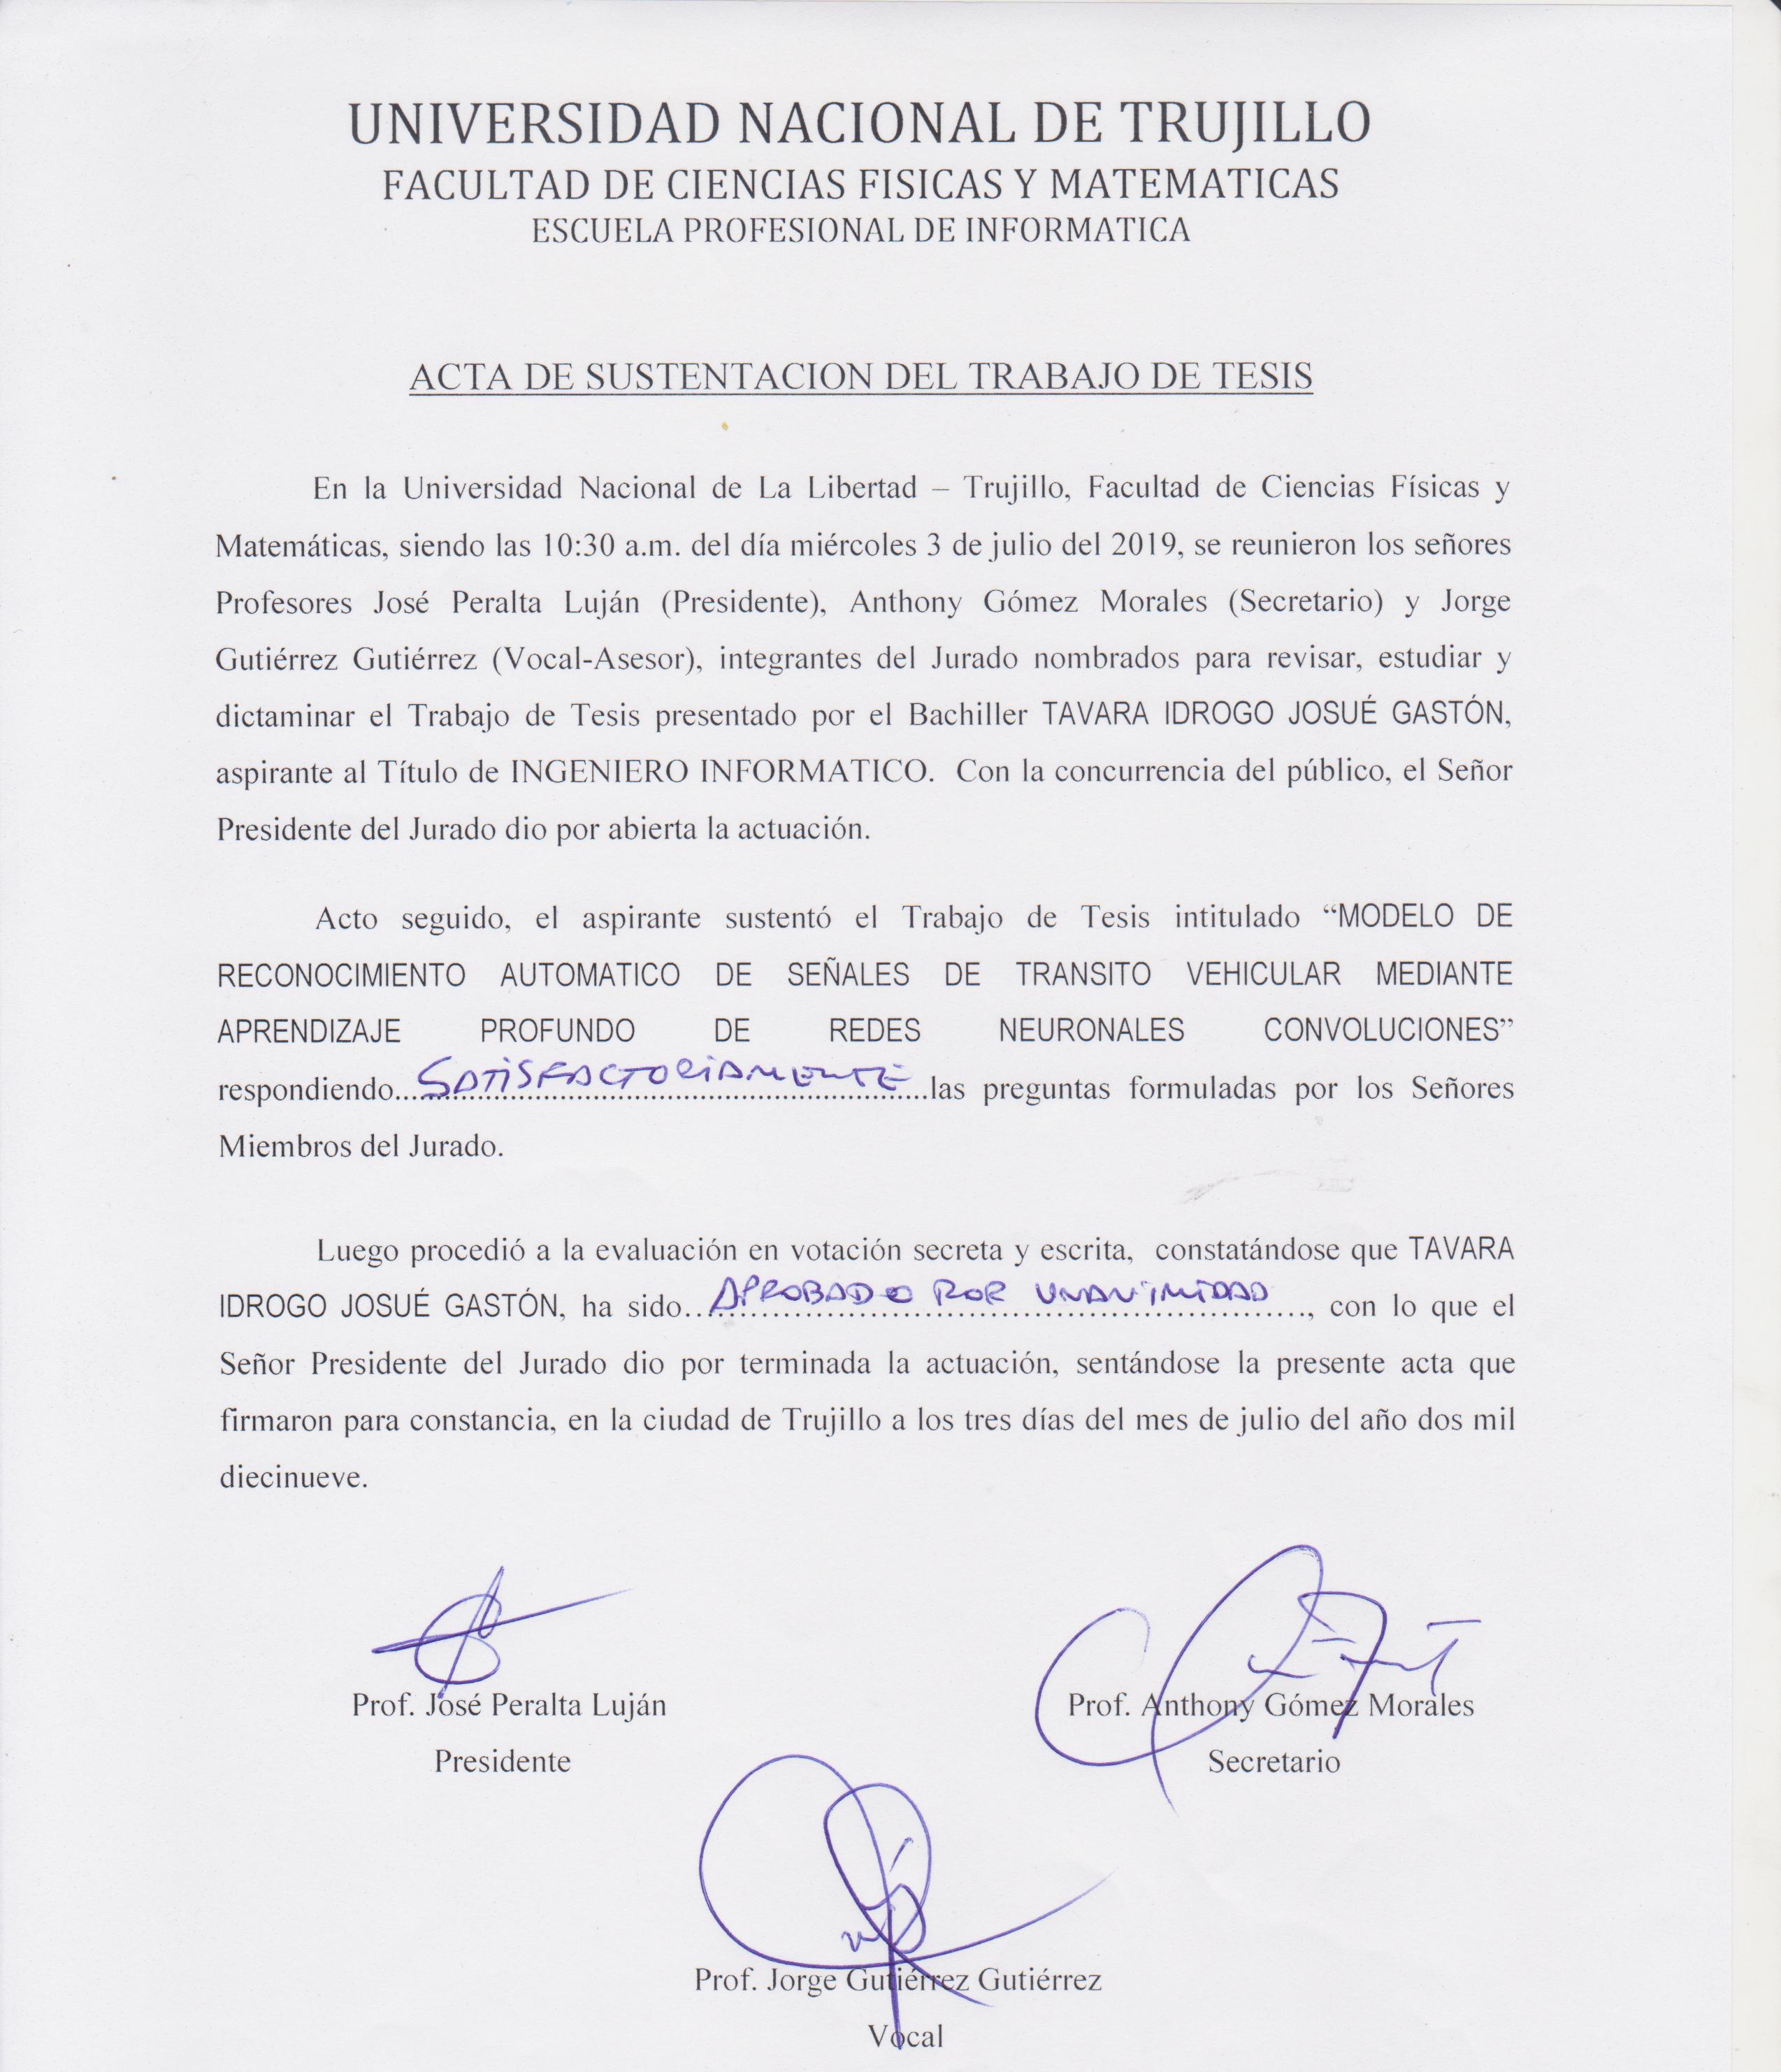 UNIVERSIDAD NACIONAL DE TRUJILLO
FACULTAD DE CIENCIAS FISICAS Y MATEMATICAS
ESCUELA PROFESIONAL DE INFORMATICA
ACTA DE SUSTENTACION DEL TRABAJO DE TESIS
En la Universidad Nacional de La Libertad – Trujillo, Facultad de Ciencias Físicas y
Matemáticas, siendo las 10:30 a.m. del día miércoles 3 de julio del 2019, se reunieron los señores
Profesores José Peralta Luján (Presidente), Anthony Gómez Morales (Secretario) y Jorge
Gutiérrez Gutiérrez (Vocal-Asesor), integrantes del Jurado nombrados para revisar, estudiar y
dictaminar el Trabajo de Tesis presentado por el Bachiller TAVARA IDROGO JOSUÉ GASTÓN,
aspirante al Título de INGENIERO INFORMATICO. Con la concurrencia del público, el Señor
Presidente del Jurado dio por abierta la actuación.
Acto seguido, el aspirante sustentó el Trabajo de Tesis intitulado “MODELO DE
RECONOCIMIENTO AUTOMATICO DE SEÑALES DE TRANSITO VEHICULAR MEDIANTE
APRENDIZAJE PROFUNDO DE REDES NEURONALES CONVOLUCIONES”
respondiendo...SATISFACTORIAMENTE...las preguntas formuladas por los Señores
Miembros del Jurado.
Luego procedió a la evaluación en votación secreta y escrita, constatándose que TAVARA
IDROGO JOSUÉ GASTÓN, ha sido...APROBADO POR UNANIMIDAD..., con lo que el
Señor Presidente del Jurado dio por terminada la actuación, sentándose la presente acta que
firmaron para constancia, en la ciudad de Trujillo a los tres días del mes de julio del año dos mil
diecinueve.
Prof. José Peralta Luján
Presidente
Prof. Anthony Gómez Morales
Secretario
Prof. Jorge Gutiérrez Gutiérrez
Vocal